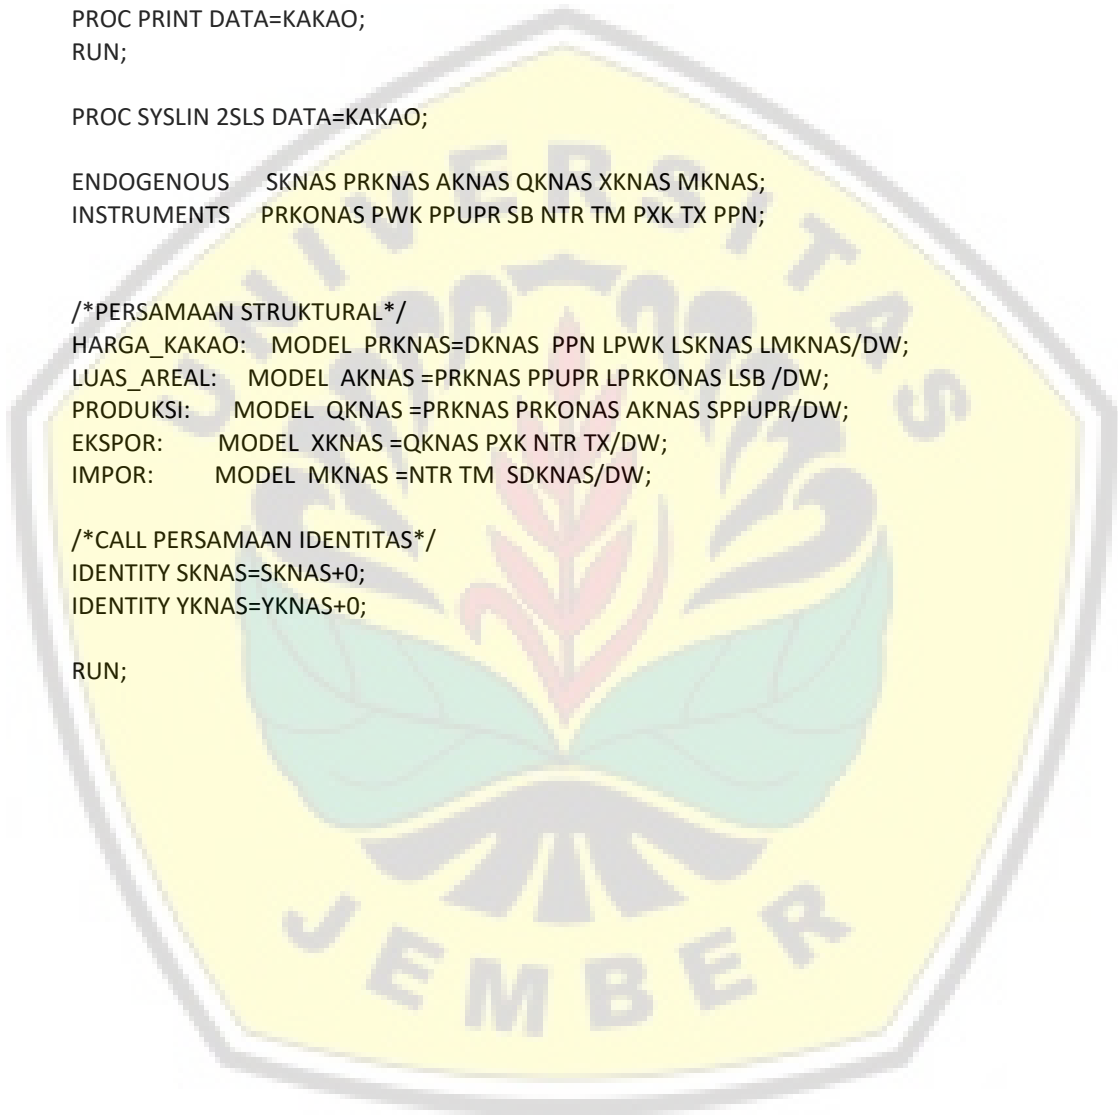 PROC PRINT DATA=KAKAO;
RUN;
PROC SYSLIN 2SLS DATA=KAKAO;
ENDOGENOUS SKNAS PRKNAS AKNAS QKNAS XKNAS MKNAS;
INSTRUMENTS PRKONAS PWK PPUPR SB NTR TM PXK TX PPN;
/*PERSAMAAN STRUKTURAL*/
HARGA_KAKAO: MODEL PRKNAS=DKNAS PPN LPWK LSKNAS LMKNAS/DW;
LUAS_AREAL: MODEL AKNAS =PRKNAS PPUPR LPRKONAS LSB /DW;
PRODUKSI: MODEL QKNAS =PRKNAS PRKONAS AKNAS SPPUPR/DW;
EKSPOR: MODEL XKNAS =QKNAS PXK NTR TX/DW;
IMPOR: MODEL MKNAS =NTR TM SDKNAS/DW;
/*CALL PERSAMAAN IDENTITAS*/
IDENTITY SKNAS=SKNAS+0;
IDENTITY YKNAS=YKNAS+0;
RUN;
UNIVERSITAS
JEMBER